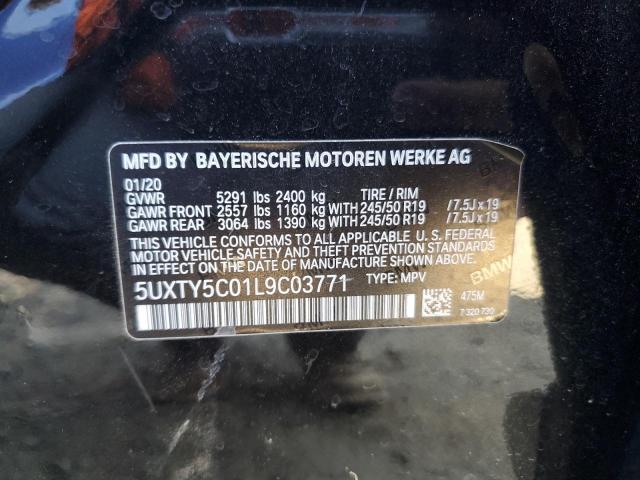 MFD BY BAYERISCHE MOTOREN WERKE AG
01/20
GVWR 5291 lbs 2400 kg TIRE / RIM
GAWR FRONT 2557 lbs 1160 kg WITH 245/50 R19 /7.5J x 19
GAWR REAR 3064 lbs 1390 kg WITH 245/50 R19 /7.5J x 19
THIS VEHICLE CONFORMS TO ALL APPLICABLE U. S. FEDERAL
MOTOR VEHICLE SAFETY AND THEFT PREVENTION STANDARDS
IN EFFECT ON THE DATE OF MANUFACTURE SHOWN ABOVE.
5UXTY5C01L9C03771 TYPE: MPV
475M
7 320 730
BMW